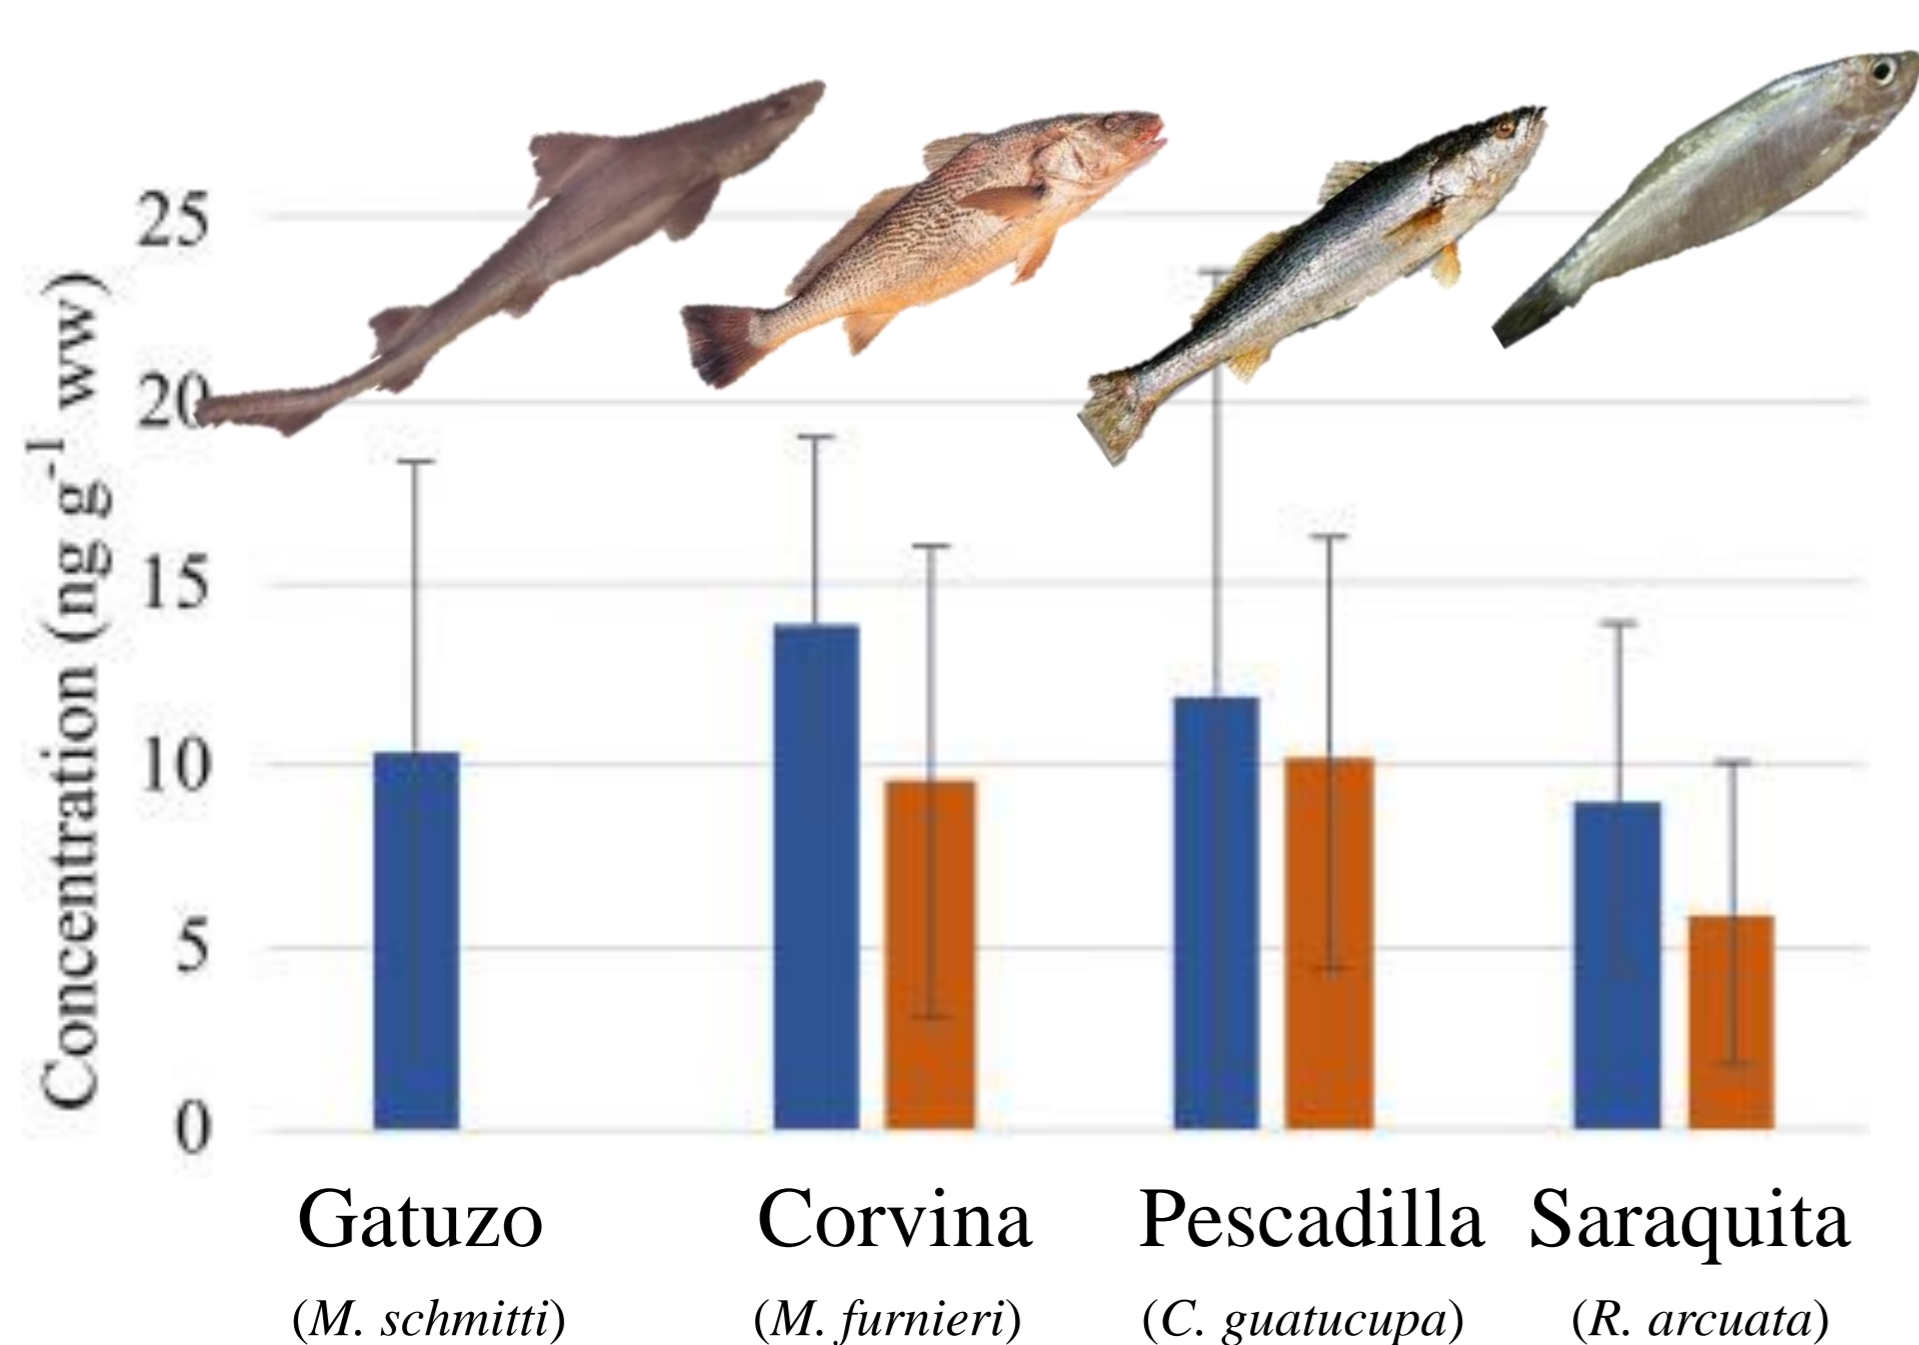 Concentration (ng g⁻¹ ww)
25
20
15
10
5
0
Gatuzo Corvina Pescadilla Saraquita
(M. schmitti) (M. furnieri) (C. guatucupa) (R. arcuata)